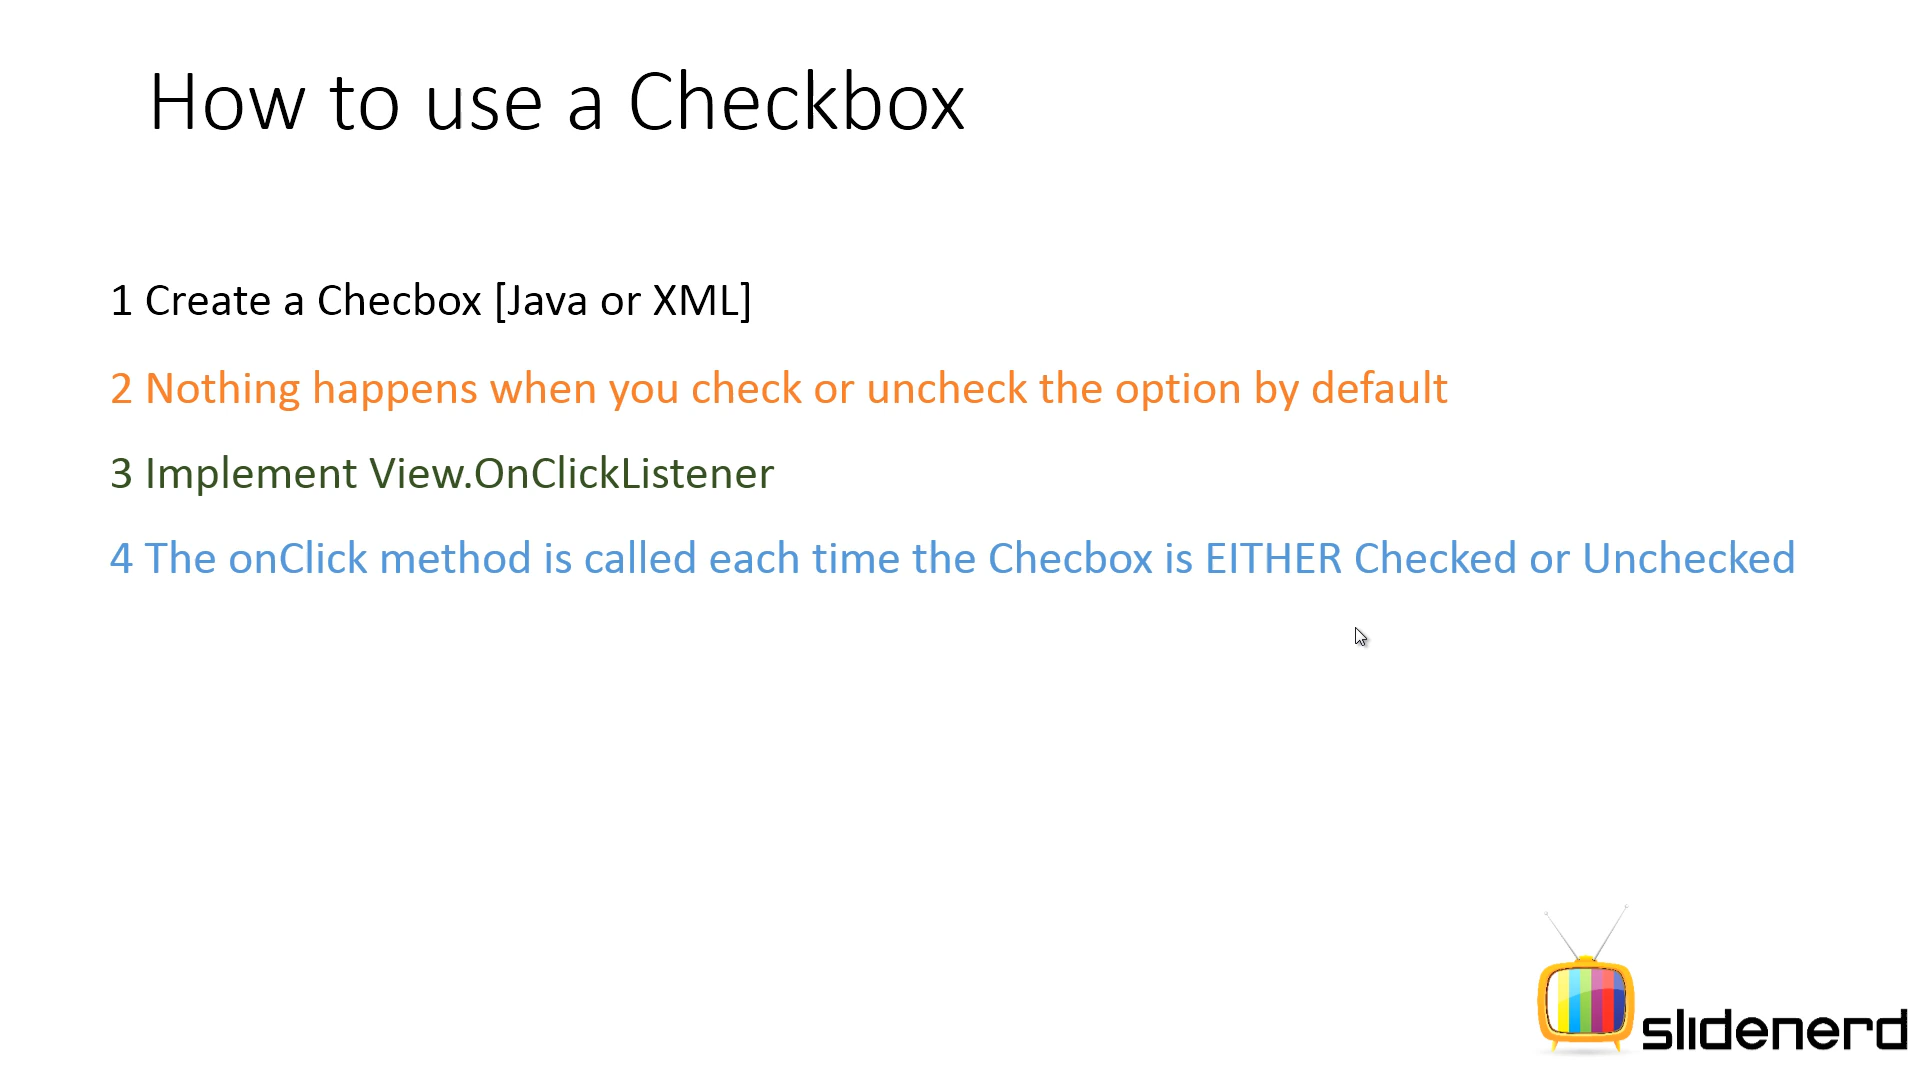 How to use a Checkbox
1 Create a Checbox [Java or XML]
2 Nothing happens when you check or uncheck the option by default
3 Implement View.OnClickListener
4 The onClick method is called each time the Checbox is EITHER Checked or Unchecked
slidenerd